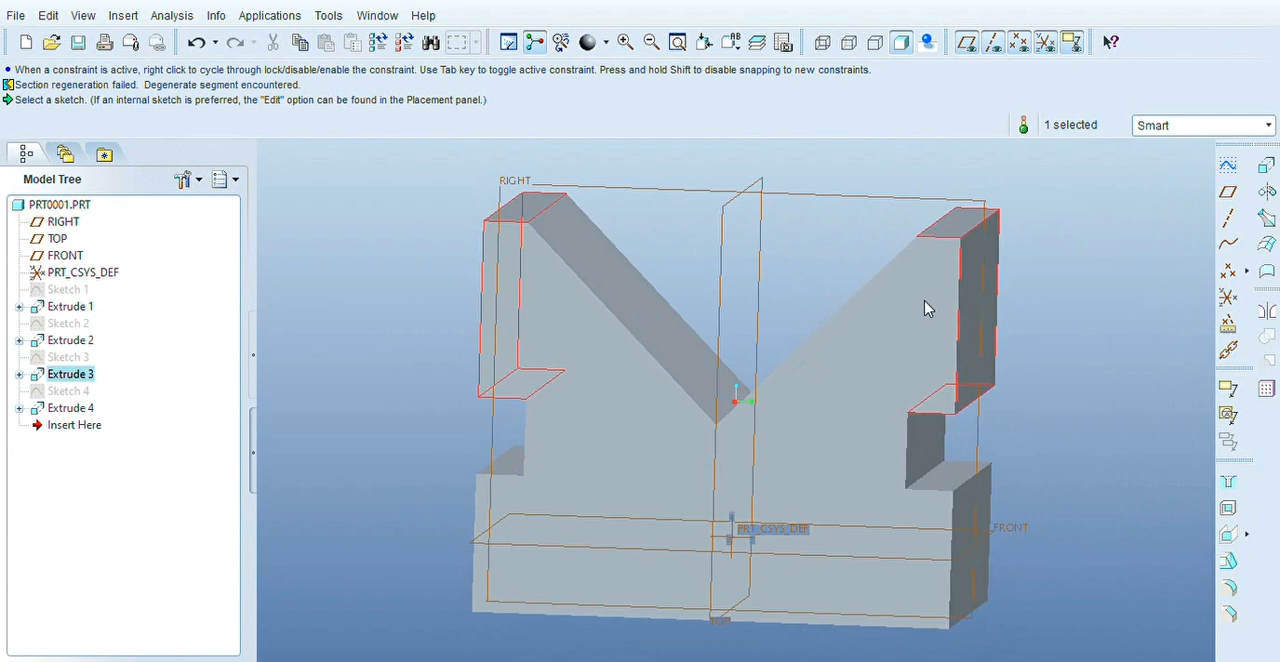 File Edit View Insert Analysis Info Applications Tools Window Help
When a constraint is active, right click to cycle through lock/disable/enable the constraint. Use Tab key to toggle active constraint. Press and hold Shift to disable snapping to new constraints.
Section regeneration failed. Degenerate segment encountered.
Select a sketch. (If an internal sketch is preferred, the "Edit" option can be found in the Placement panel.)
1 selected
Smart
Model Tree
PRT0001.PRT
RIGHT
TOP
FRONT
PRT_CSYS_DEF
Sketch 1
Extrude 1
Sketch 2
Extrude 2
Sketch 3
Extrude 3
Sketch 4
Extrude 4
Insert Here
RIGHT
PRT_CSYS_DEF
FRONT
TOP